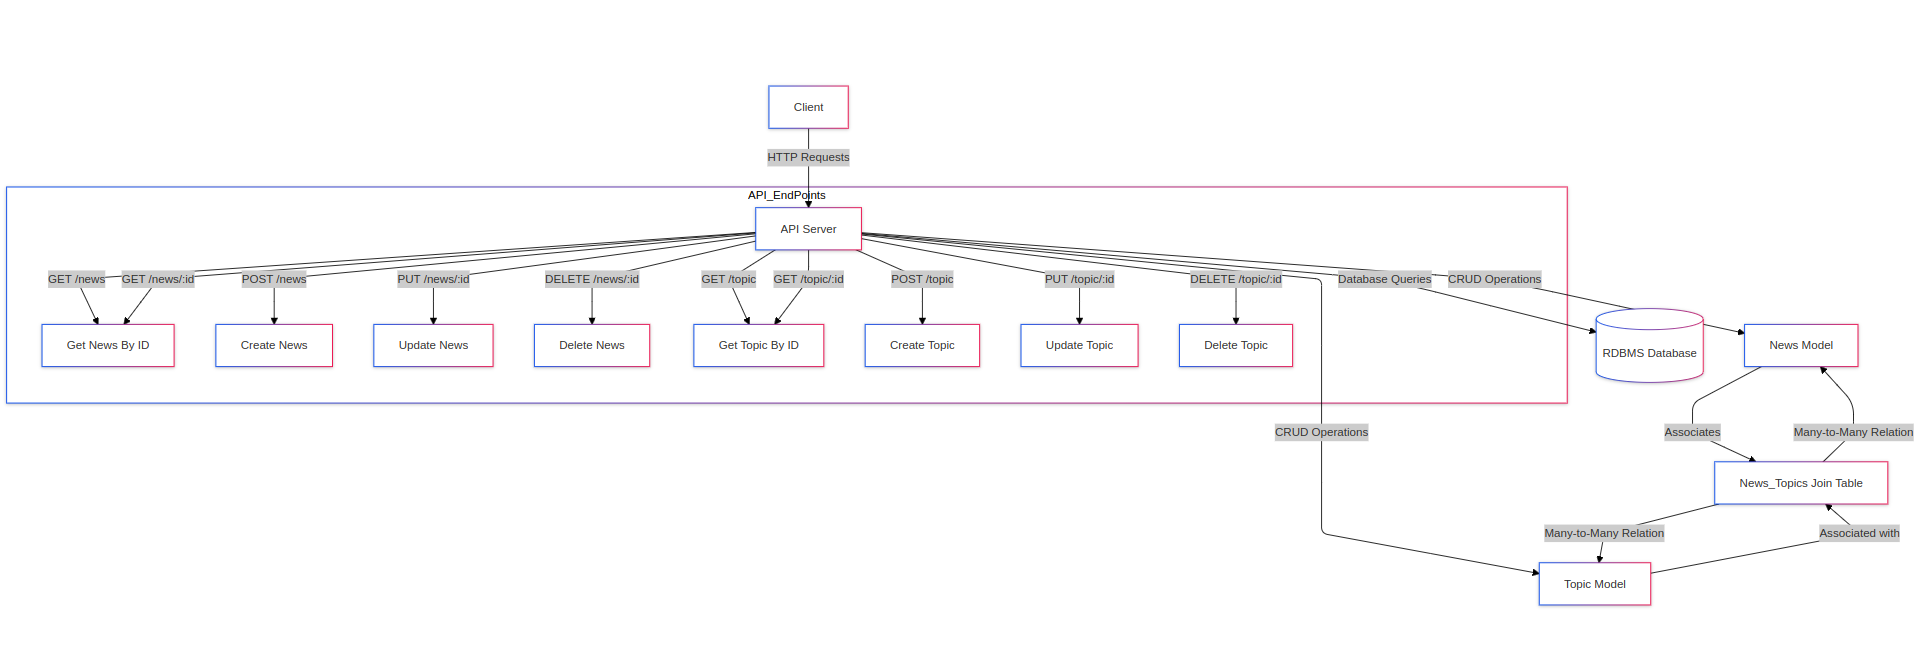 Client
HTTP Requests
API_EndPoints
API Server
GET /news
GET /news/:id
POST /news
PUT /news/:id
DELETE /news/:id
GET /topic
GET /topic/:id
POST /topic
PUT /topic/:id
DELETE /topic/:id
Database Queries
CRUD Operations
Get News By ID
Create News
Update News
Delete News
Get Topic By ID
Create Topic
Update Topic
Delete Topic
RDBMS Database
News Model
CRUD Operations
Associates
Many-to-Many Relation
News_Topics Join Table
Many-to-Many Relation
Associated with
Topic Model